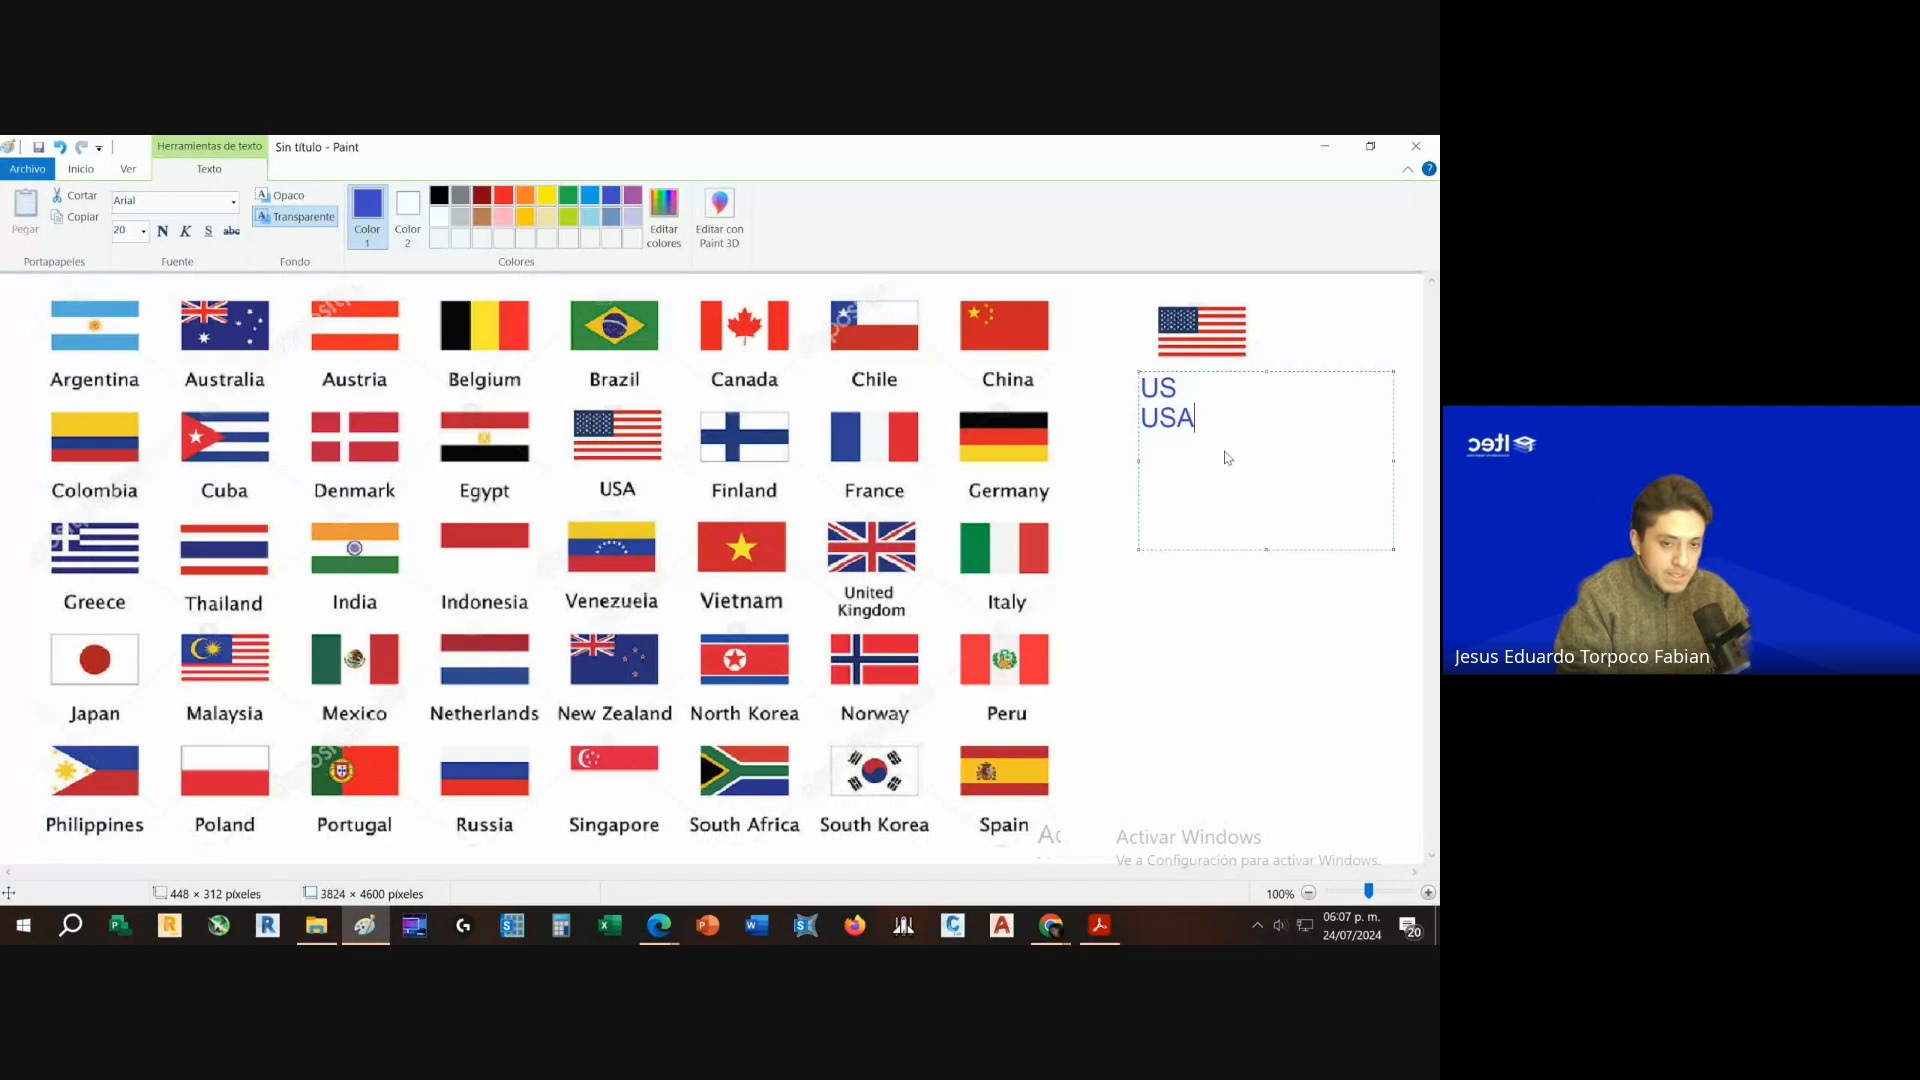 Herramientas de texto
Sin título - Paint
Archivo
Inicio
Ver
Texto
Pegar
Cortar
Copiar
Portapapeles
Arial
20
N K S abc
Fuente
Opaco
Transparente
Fondo
Color 1
Color 2
Editar colores
Colores
Editar con Paint 3D
Argentina
Australia
Austria
Belgium
Brazil
Canada
Chile
China
Colombia
Cuba
Denmark
Egypt
USA
Finland
France
Germany
Greece
Thailand
India
Indonesia
Venezuela
Vietnam
United
Kingdom
Italy
Japan
Malaysia
Mexico
Netherlands
New Zealand
North Korea
Norway
Peru
Philippines
Poland
Portugal
Russia
Singapore
South Africa
South Korea
Spain
US
USA
Activar Windows
Ve a Configuración para activar Windows.
448 × 312 píxeles
3824 × 4600 píxeles
100%
06:07 p. m.
24/07/2024
20
Itec
Jesus Eduardo Torpoco Fabian